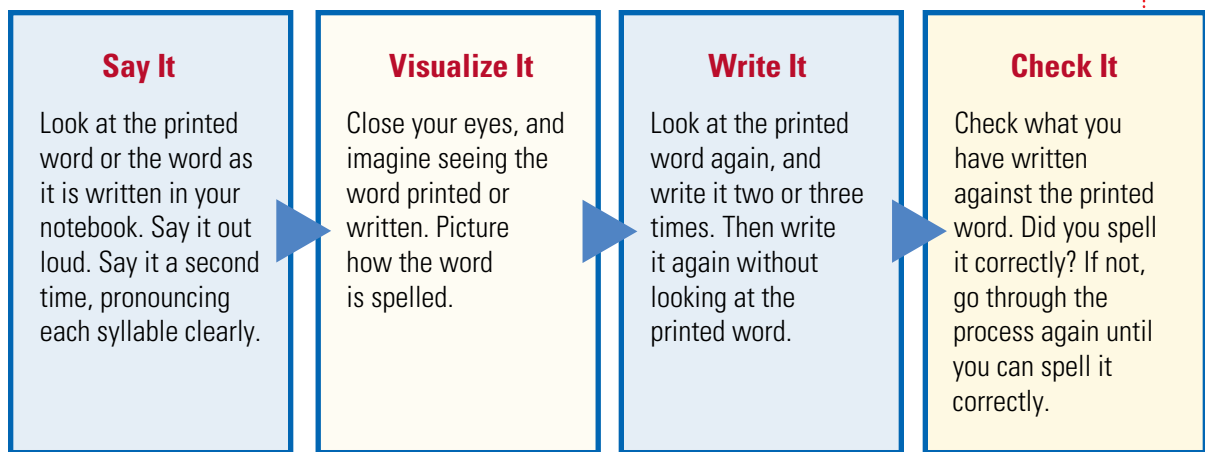 Say It
Look at the printed
word or the word as
it is written in your
notebook. Say it out
loud. Say it a second
time, pronouncing
each syllable clearly.
Visualize It
Close your eyes, and
imagine seeing the
word printed or
written. Picture
how the word
is spelled.
Write It
Look at the printed
word again, and
write it two or three
times. Then write
it again without
looking at the
printed word.
Check It
Check what you
have written
against the printed
word. Did you spell
it correctly? If not,
go through the
process again until
you can spell it
correctly.